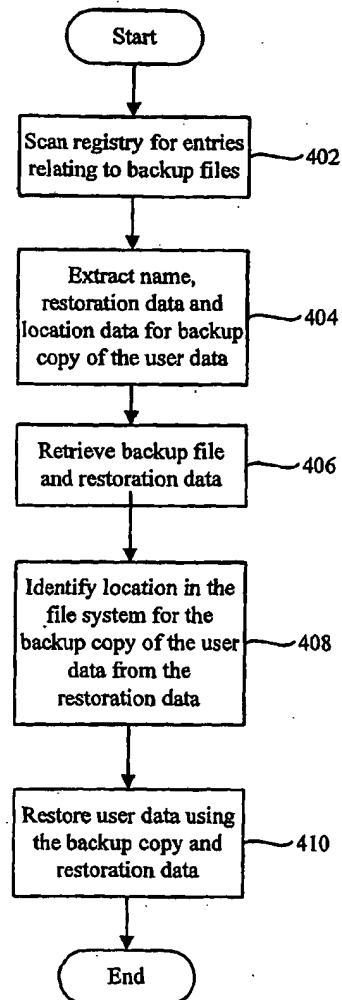 Start
Scan registry for entries
relating to backup files
402
Extract name,
restoration data and
location data for backup
copy of the user data
404
Retrieve backup file
and restoration data
406
Identify location in the
file system for the
backup copy of the user
data from the
restoration data
408
Restore user data using
the backup copy and
restoration data
410
End